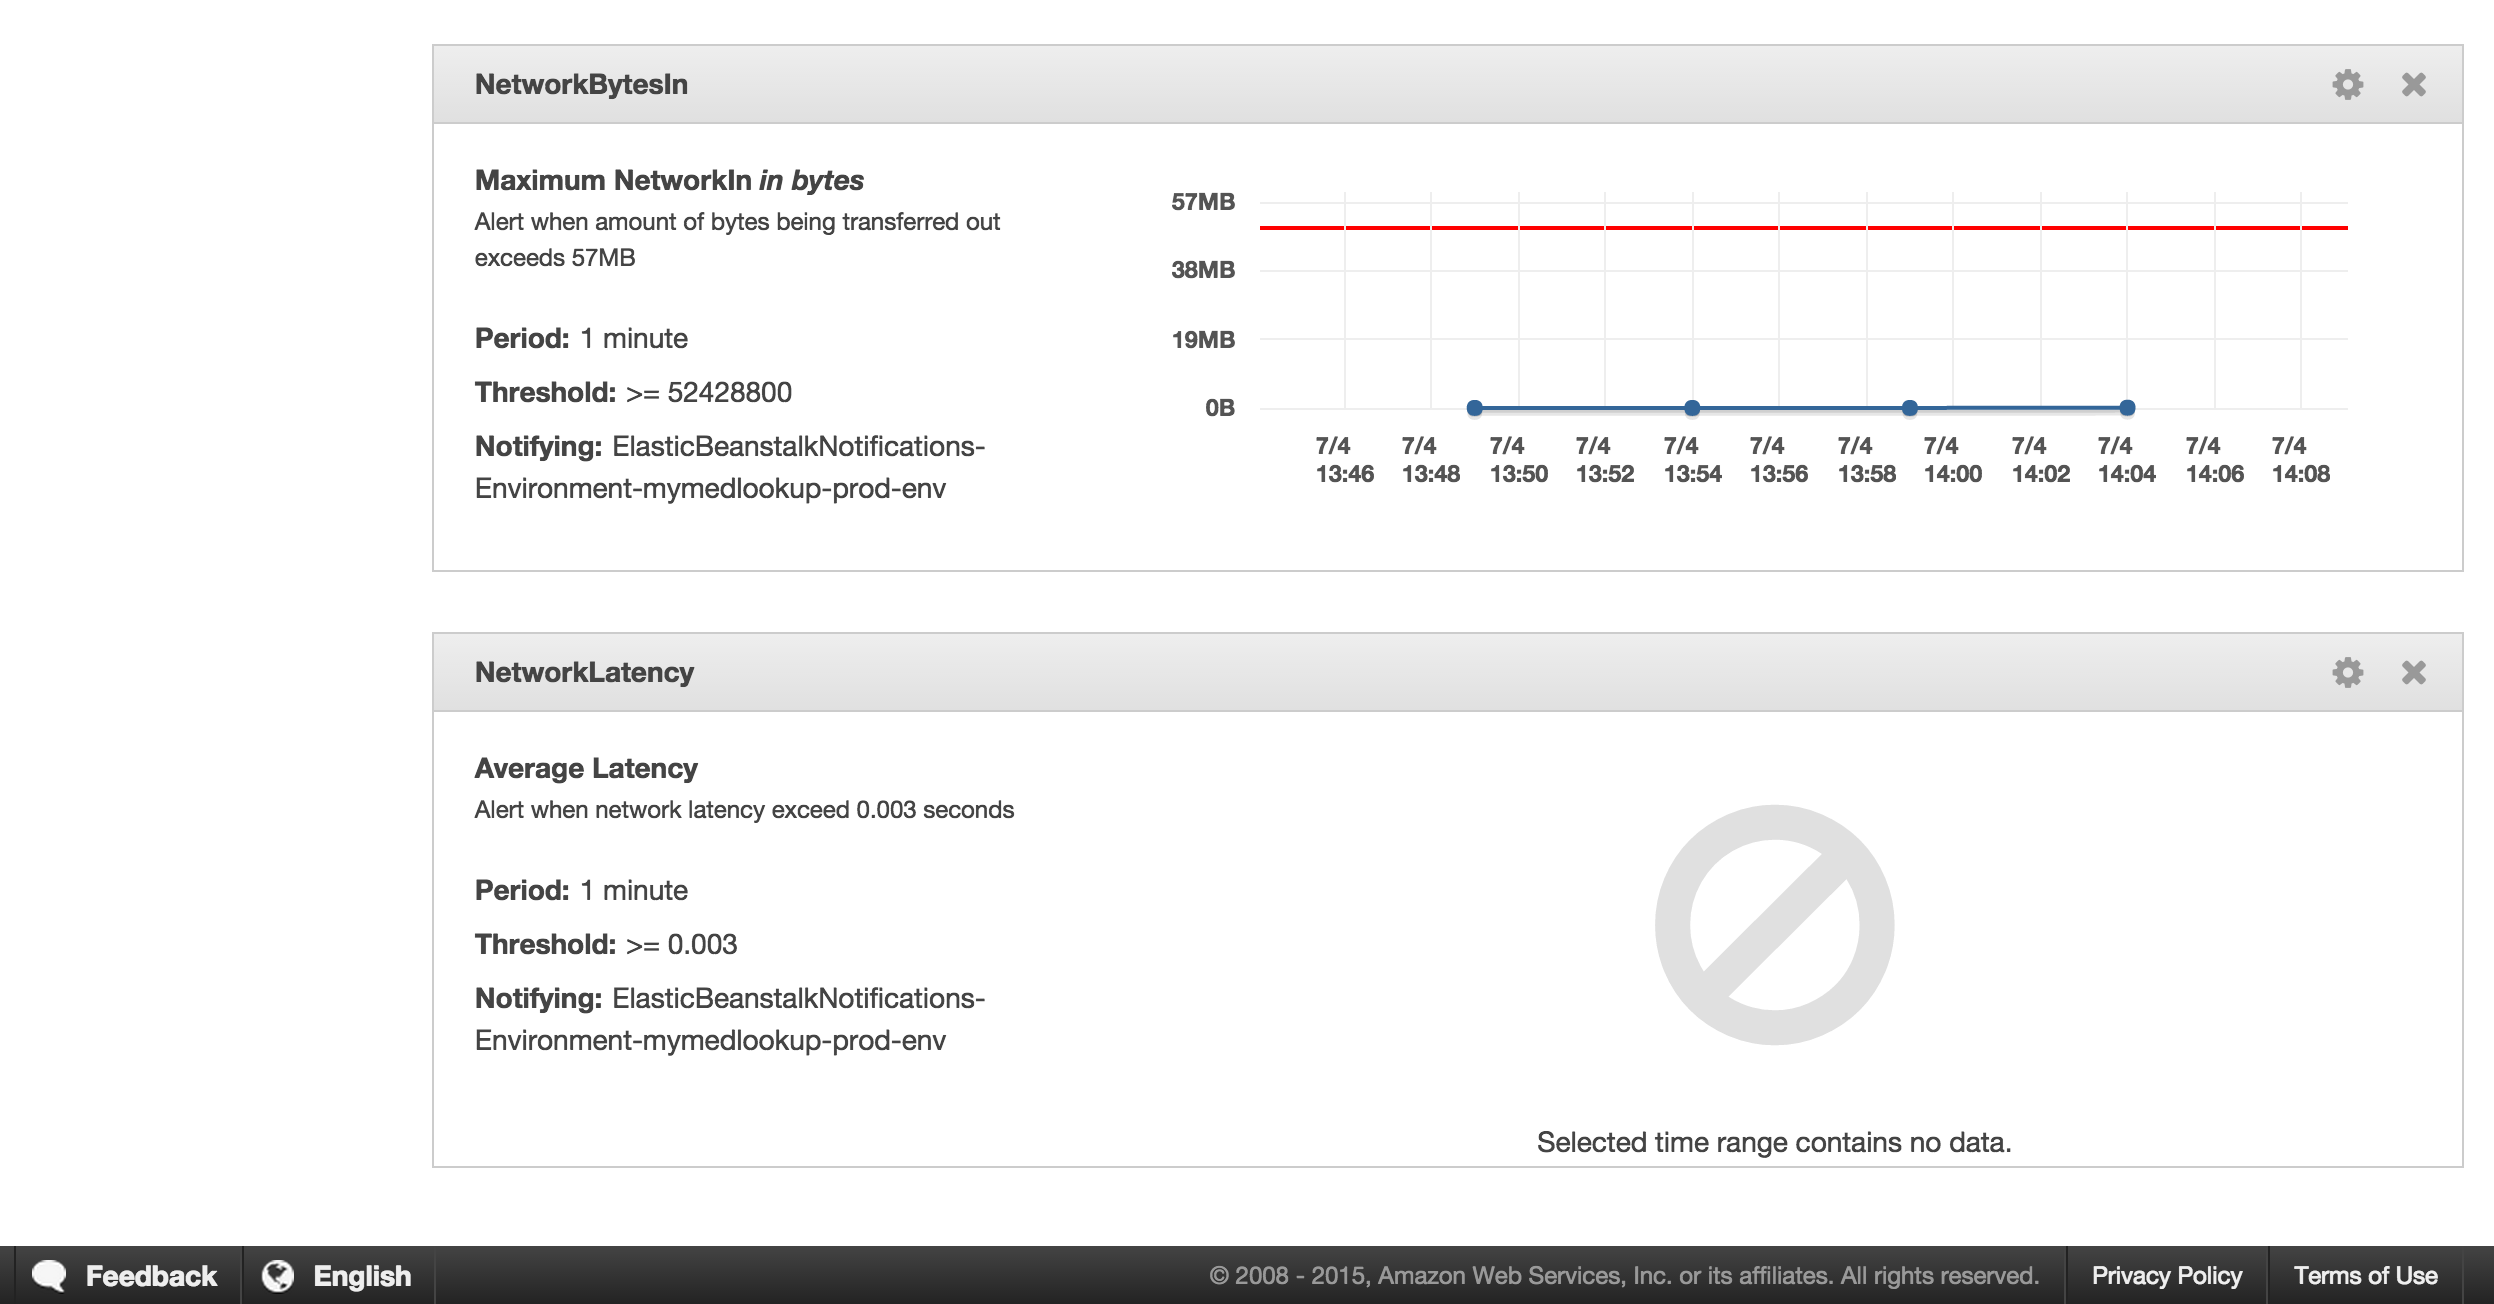 NetworkBytesIn
Maximum NetworkIn in bytes
Alert when amount of bytes being transferred out
exceeds 57MB
Period: 1 minute
Threshold: >= 52428800
Notifying: ElasticBeanstalkNotifications-
Environment-mymedlookup-prod-env
57MB
38MB
19MB
0B
7/4 7/4 7/4 7/4 7/4 7/4 7/4 7/4 7/4 7/4 7/4 7/4
13:46 13:48 13:50 13:52 13:54 13:56 13:58 14:00 14:02 14:04 14:06 14:08
NetworkLatency
Average Latency
Alert when network latency exceed 0.003 seconds
Period: 1 minute
Threshold: >= 0.003
Notifying: ElasticBeanstalkNotifications-
Environment-mymedlookup-prod-env
Selected time range contains no data.
Feedback English © 2008 - 2015, Amazon Web Services, Inc. or its affiliates. All rights reserved. Privacy Policy Terms of Use